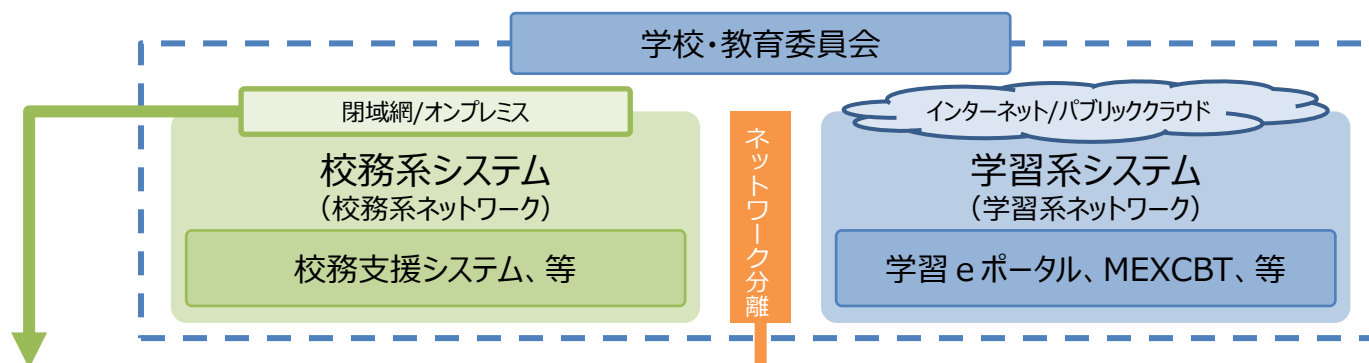 学校・教育委員会
閉域網/オンプレミス
インターネット/パブリッククラウド
校務系システム
（校務系ネットワーク）
校務支援システム、等
ネットワーク分離
学習系システム
（学習系ネットワーク）
学習ｅポータル、MEXCBT、等